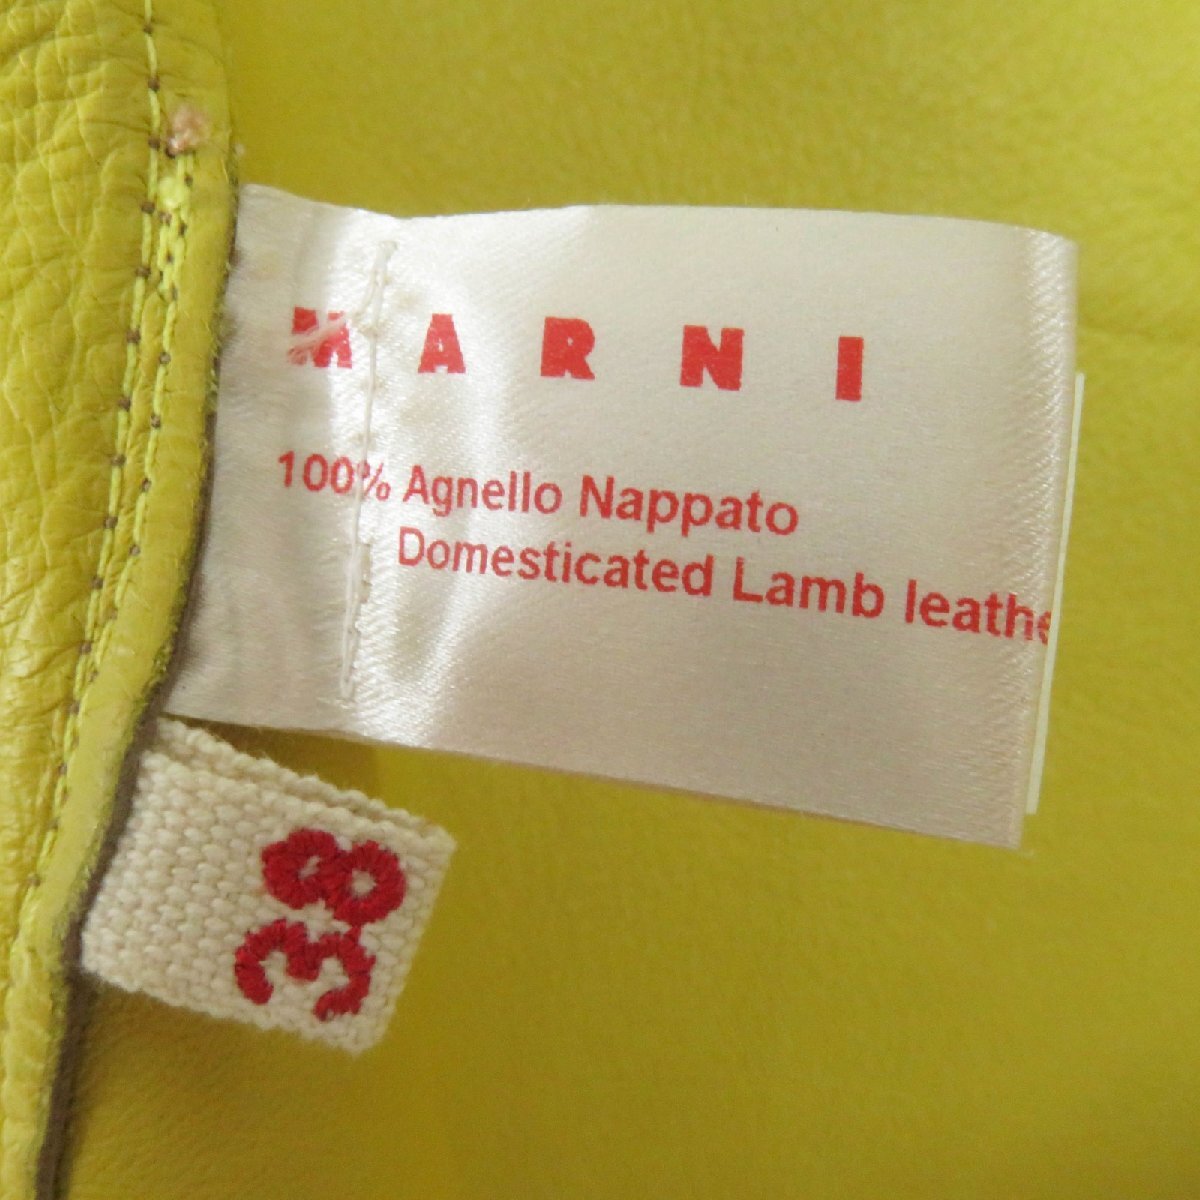 MARNI
100% Agnello Nappato
Domesticated Lamb leathe
38